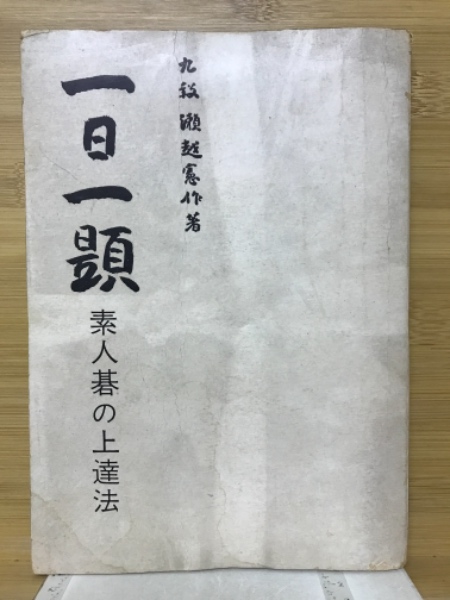 九段 瀬越憲作著
一日一題
素人碁の上達法